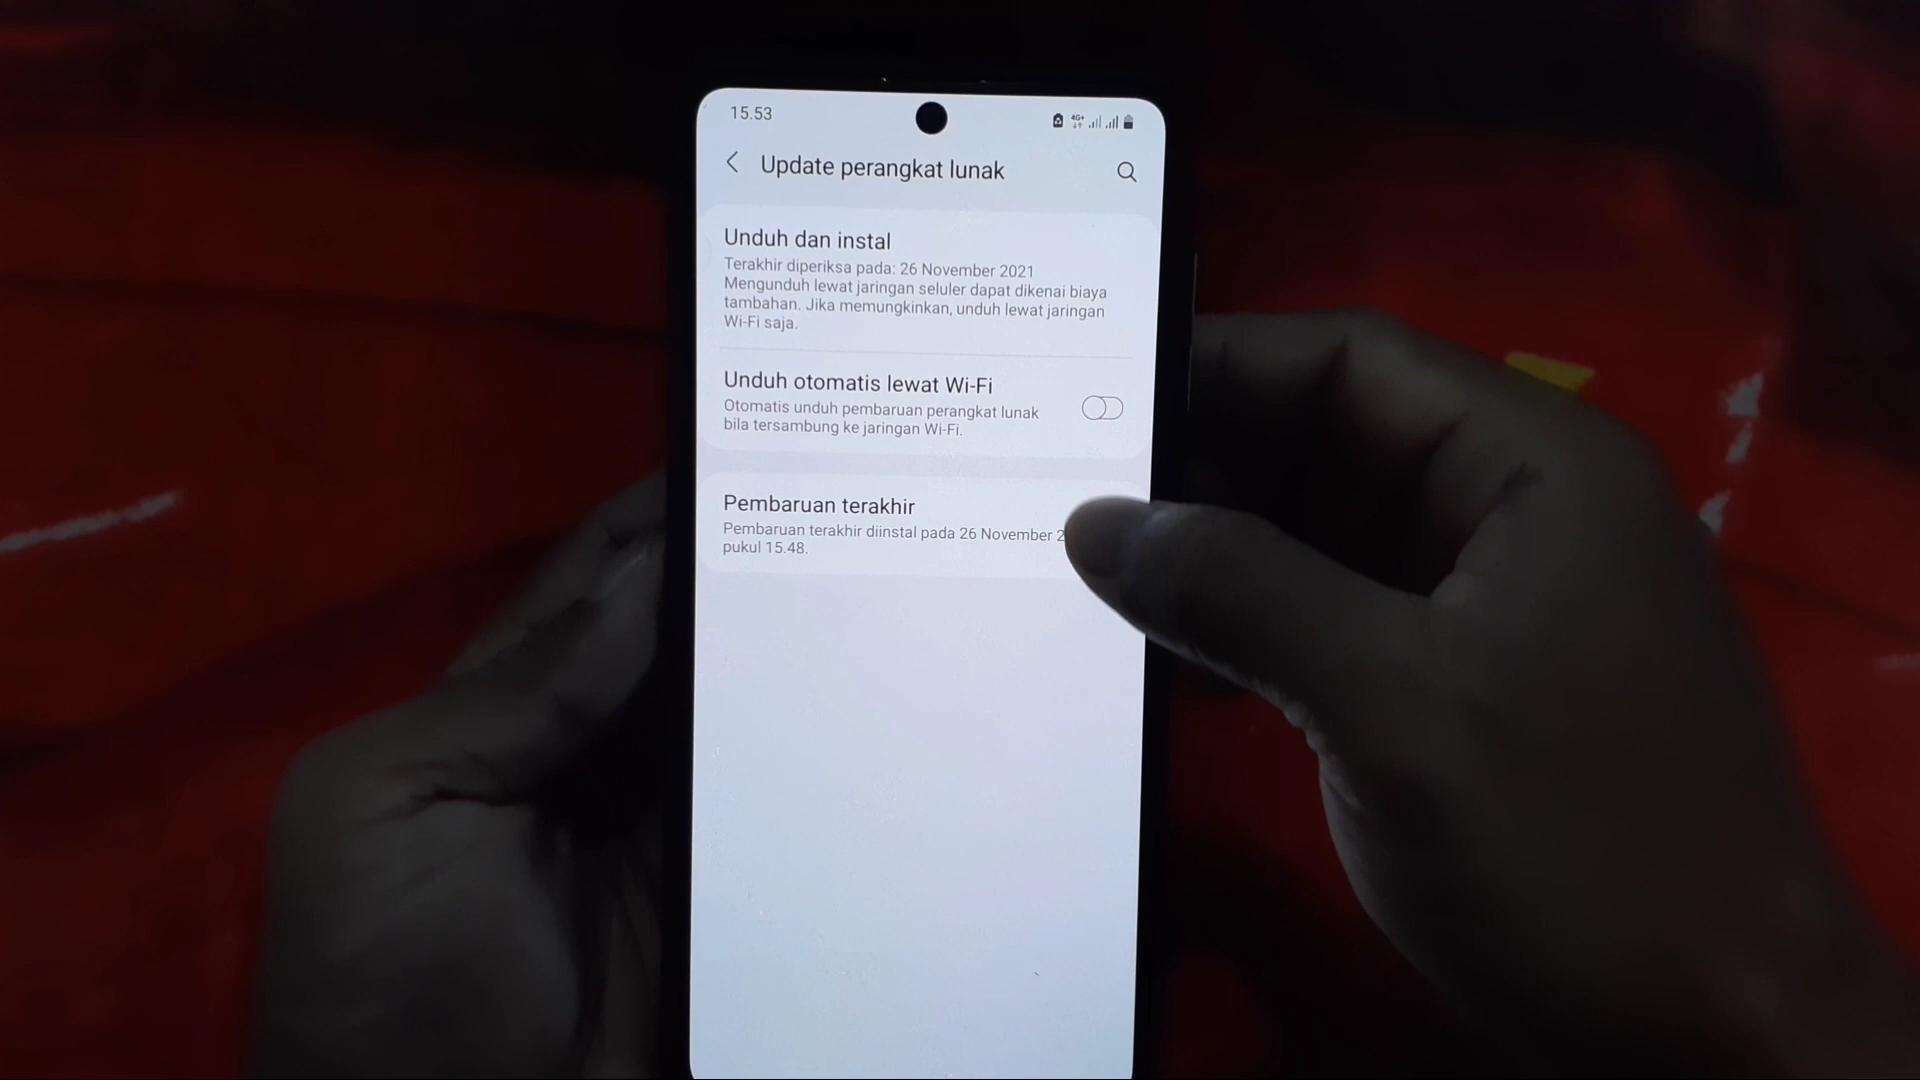 15.53
4G+
Update perangkat lunak
Unduh dan instal
Terakhir diperiksa pada: 26 November 2021
Mengunduh lewat jaringan seluler dapat dikenai biaya
tambahan. Jika memungkinkan, unduh lewat jaringan
Wi-Fi saja.
Unduh otomatis lewat Wi-Fi
Otomatis unduh pembaruan perangkat lunak
bila tersambung ke jaringan Wi-Fi.
Pembaruan terakhir
Pembaruan terakhir diinstal pada 26 November
pukul 15.48.